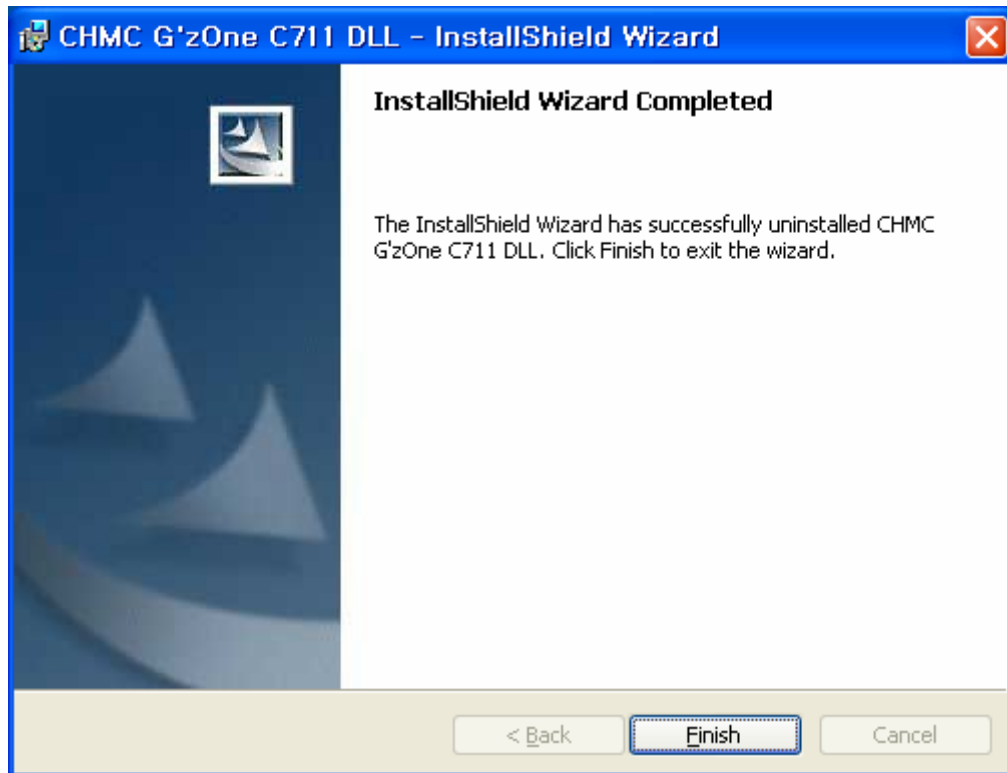 CHMC G'zOne C711 DLL - InstallShield Wizard
InstallShield Wizard Completed
The InstallShield Wizard has successfully uninstalled CHMC
G'zOne C711 DLL. Click Finish to exit the wizard.
< Back
Finish
Cancel